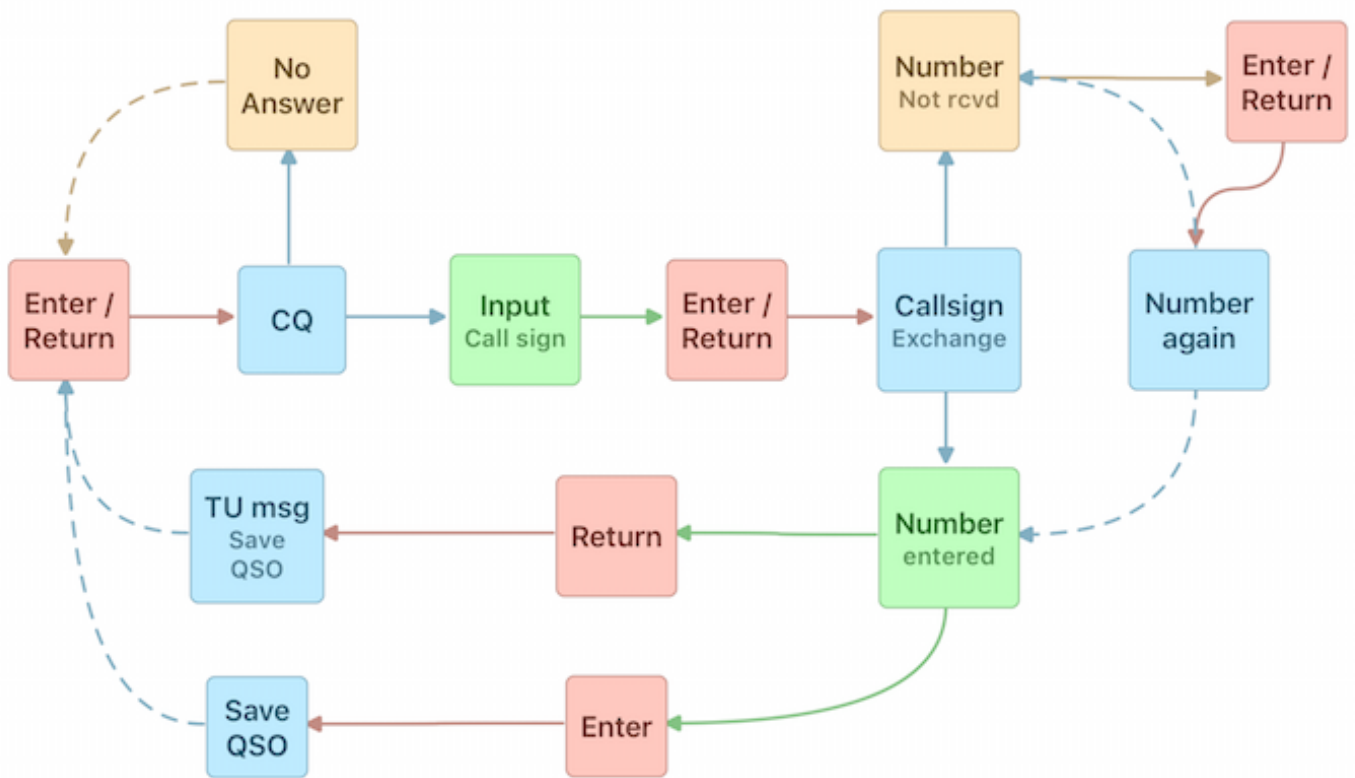 No
Answer
Number
Not rcvd
Enter /
Return
Enter /
Return
CQ
Input
Call sign
Enter /
Return
Callsign
Exchange
Number
again
TU msg
Save
QSO
Return
Number
entered
Save
QSO
Enter